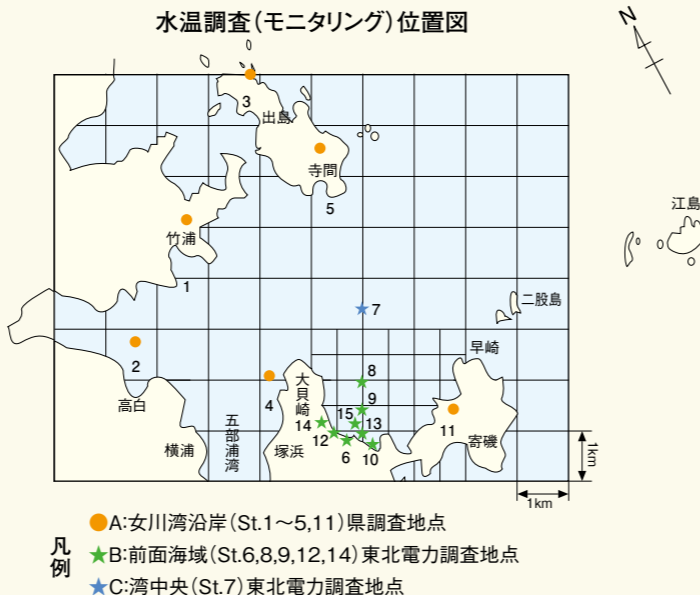 水温調査(モニタリング)位置図
N
3
出島
寺間
5
江島
竹浦
1
7
二股島
早崎
2
大貝崎
8
高白
4
9
14
15
13
11
五部浦湾
12
寄磯
横浦
塚浜
6
10
1km
1km
凡例
A:女川湾沿岸(St.1〜5,11)県調査地点
B:前面海域(St.6,8,9,12,14)東北電力調査地点
C:湾中央(St.7)東北電力調査地点